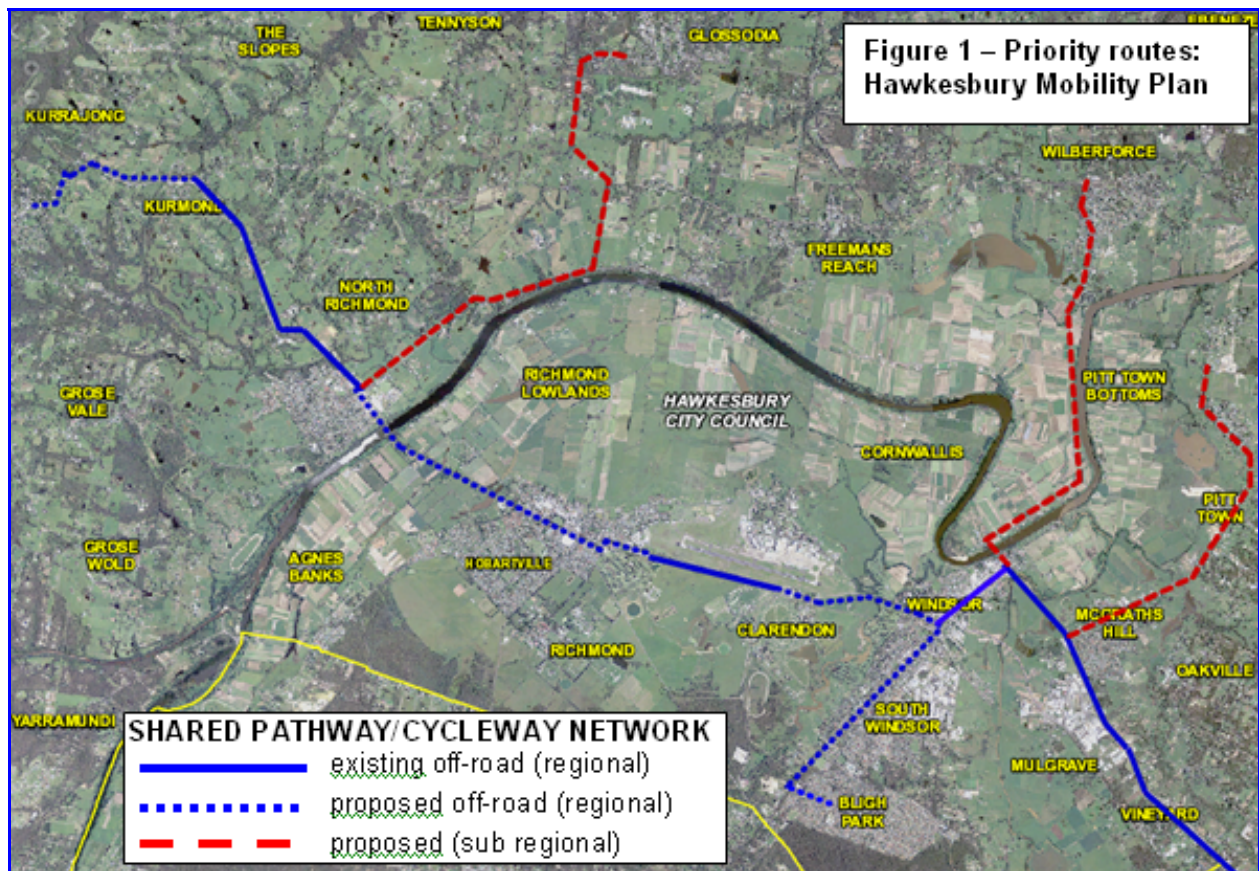 TENNYSON
THE
SLOPES
GLOSSODIA
Figure 1 – Priority routes:
Hawkesbury Mobility Plan
KURRAJONG
WILBERFORCE
KURMOND
FREEMANS
REACH
NORTH
RICHMOND
GROSE
VALE
RICHMOND
LOWLANDS
HAWKESBURY
CITY COUNCIL
PITT TOWN
BOTTOMS
CORNWALLIS
PITT
TOWN
GROSE
WOLD
AGNES
BANKS
HOBARTVILLE
WINDSOR
MCGRATHS
HILL
CLARENDON
RICHMOND
OAKVILLE
YARRAMUNDI
SOUTH
WINDSOR
MULGRAVE
BLIGH
PARK
VINEYARD
SHARED PATHWAY/CYCLEWAY NETWORK
existing off-road (regional)
proposed off-road (regional)
proposed (sub regional)